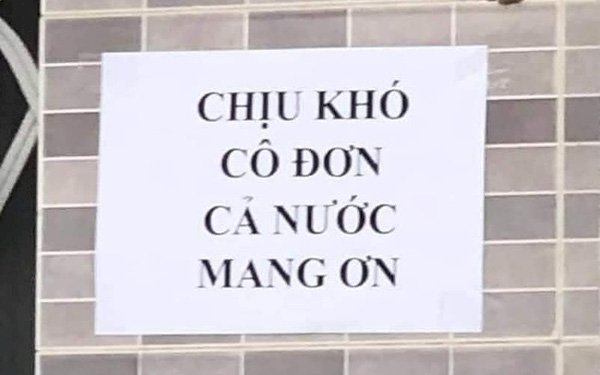 CHỊU KHÓ
CÔ ĐƠN
CẢ NƯỚC
MANG ƠN